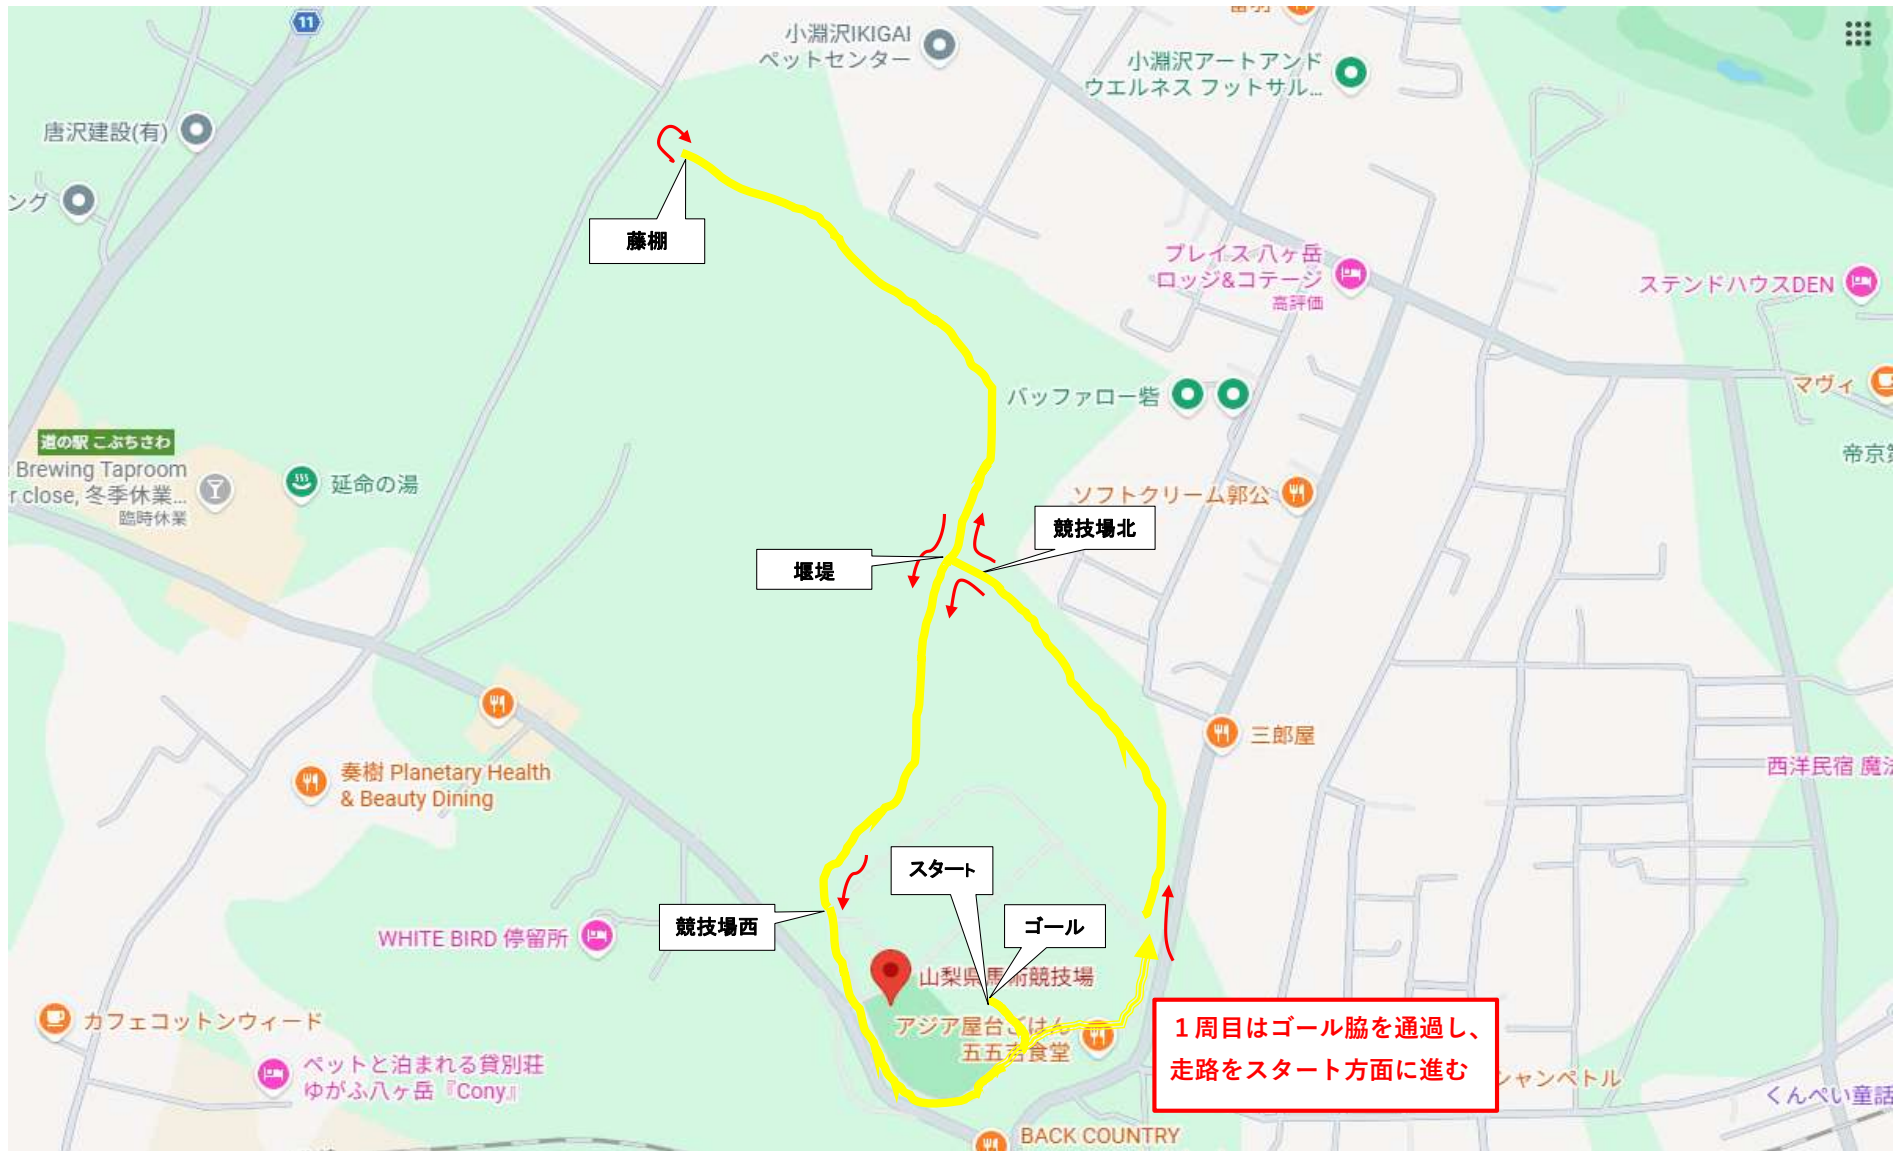 11
小淵沢IKIGAI
ペットセンター
小淵沢アートアンド
ウエルネス フットサル...
唐沢建設(有)
ング
藤棚
プレイス 八ヶ岳
ロッジ&コテージ
高評価
ステンドハウスDEN
マヴィ
バッファロー砦
道の駅 こぶちさわ
Brewing Taproom
r close, 冬季休業...
臨時休業
延命の湯
帝京
ソフトクリーム郭公
競技場北
堰堤
三郎屋
西洋民宿 魔法
奏樹 Planetary Health
& Beauty Dining
スタート
ゴール
競技場西
WHITE BIRD 停留所
山梨県馬術競技場
カフェコットンウィード
アジア屋台ごはん
五五吉食堂
１周目はゴール脇を通過し、
走路をスタート方面に進む
ペットと泊まれる貸別荘
ゆがふ八ヶ岳『Cony』
シャンペトル
くんぺい童話
BACK COUNTRY